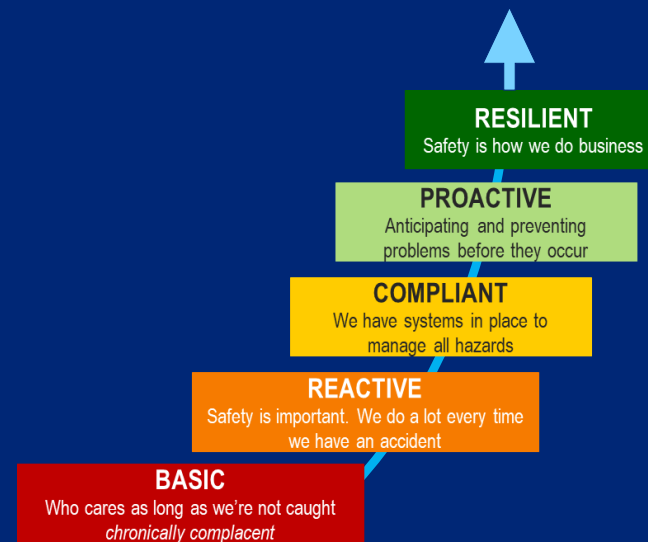 RESILIENT
Safety is how we do business
PROACTIVE
Anticipating and preventing
problems before they occur
COMPLIANT
We have systems in place to
manage all hazards
REACTIVE
Safety is important. We do a lot every time
we have an accident
BASIC
Who cares as long as we're not caught
chronically complacent